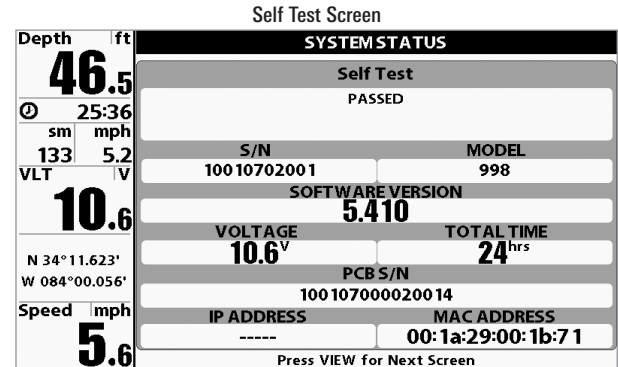 Self Test Screen
Depth ft
46.5
25:36
sm mph
133 5.2
VLT V
10.6
N 34°11.623'
W 084°00.056'
Speed mph
5.6
SYSTEM STATUS
Self Test
PASSED
S/N MODEL
10010702001 998
SOFTWARE VERSION
5.410
VOLTAGE TOTAL TIME
10.6V 24hrs
PCB S/N
10010700002014
IP ADDRESS MAC ADDRESS
----- 00:1a:29:00:1b:71
Press VIEW for Next Screen